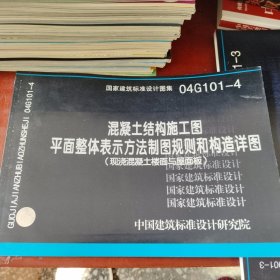 国家建筑标准设计图集 04G101-4
混凝土结构施工图
平面整体表示方法制图规则和构造详图
(现浇混凝土楼面与屋面板)
国家建筑标准设计
国家建筑标准设计
国家建筑标准设计
国家建筑标准设计
中国建筑标准设计研究院
GUOJIAJIANZHUBIAOZHUNSHEJI 04G101-4